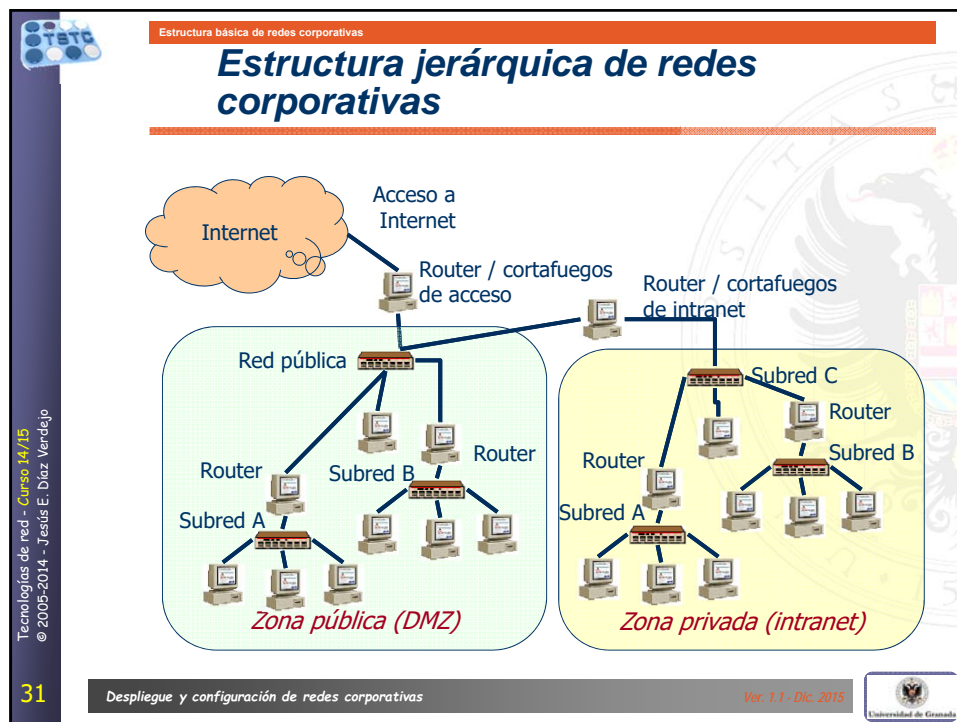 TSTC
Estructura básica de redes corporativas
Estructura jerárquica de redes
corporativas
Internet
Acceso a
Internet
Router / cortafuegos
de acceso
Router / cortafuegos
de intranet
Red pública
Subred C
Router
Router
Router
Subred B
Subred B
Router
Subred A
Subred A
Zona pública (DMZ)
Zona privada (intranet)
Tecnologías de red - Curso 14/15
© 2005-2014 - Jesús E. Díaz Verdejo
31
Despliegue y configuración de redes corporativas
Ver. 1.1 - Dic. 2015
Universidad de Granada